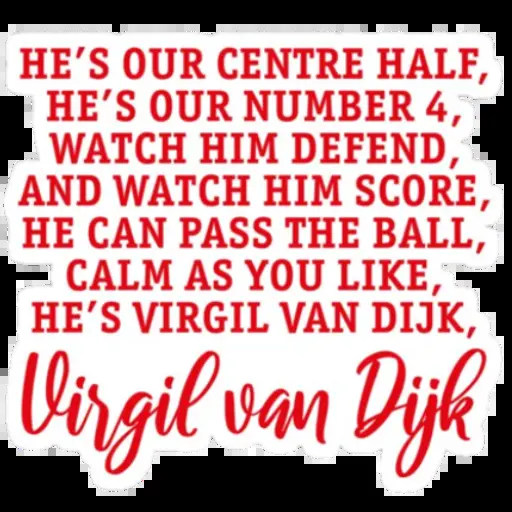 HE’S OUR CENTRE HALF,
HE’S OUR NUMBER 4,
WATCH HIM DEFEND,
AND WATCH HIM SCORE,
HE CAN PASS THE BALL,
CALM AS YOU LIKE,
HE’S VIRGIL VAN DIJK,
Virgil van Dijk